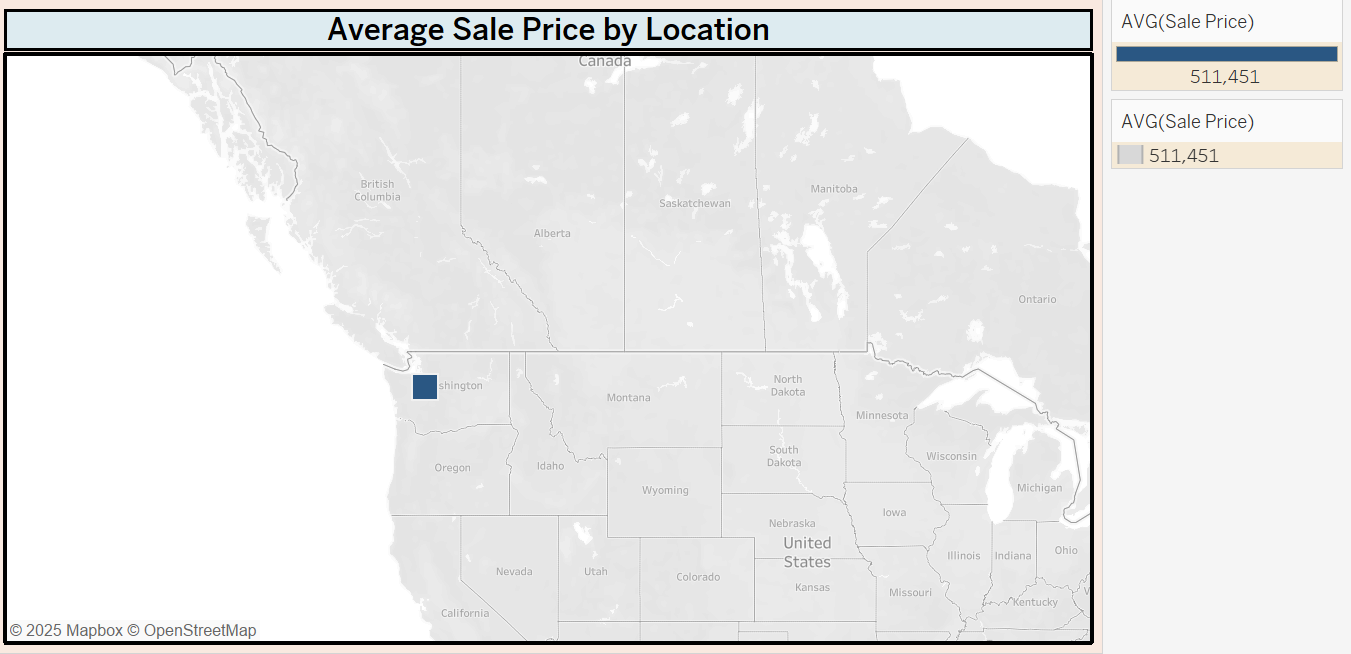 Average Sale Price by Location
AVG(Sale Price)
511,451
AVG(Sale Price)
511,451
Canada
British
Columbia
Alberta
Saskatchewan
Manitoba
Ontario
shington
Montana
North
Dakota
Minnesota
Oregon
Idaho
Wyoming
South
Dakota
Wisconsin
Michigan
Iowa
Nebraska
United
States
Nevada
Utah
Colorado
Kansas
Illinois
Indiana
Ohio
Missouri
Kentucky
California
© 2025 Mapbox © OpenStreetMap